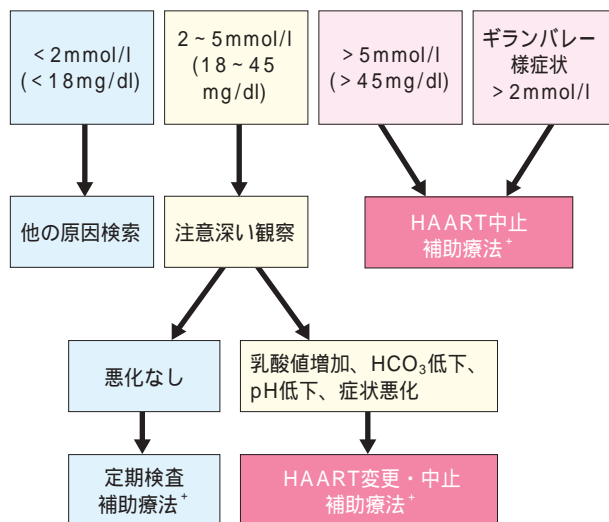 <2mmol/l
(<18mg/dl)
2~5mmol/l
(18~45
mg/dl)
>5mmol/l
(>45mg/dl)
ギランバレー
様症状
>2mmol/l
他の原因検索
注意深い観察
HAART中止
補助療法+
悪化なし
乳酸値増加、HCO₃低下、
pH低下、症状悪化
定期検査
補助療法+
HAART変更・中止
補助療法+